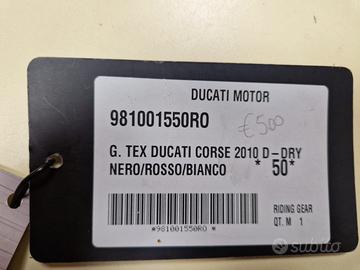 DUCATI MOTOR
981001550RO
€500
G. TEX DUCATI CORSE 2010 D-DRY
NERO/ROSSO/BIANCO * 50*
RIDING GEAR
QT. M 1
*981001550RO *
subito